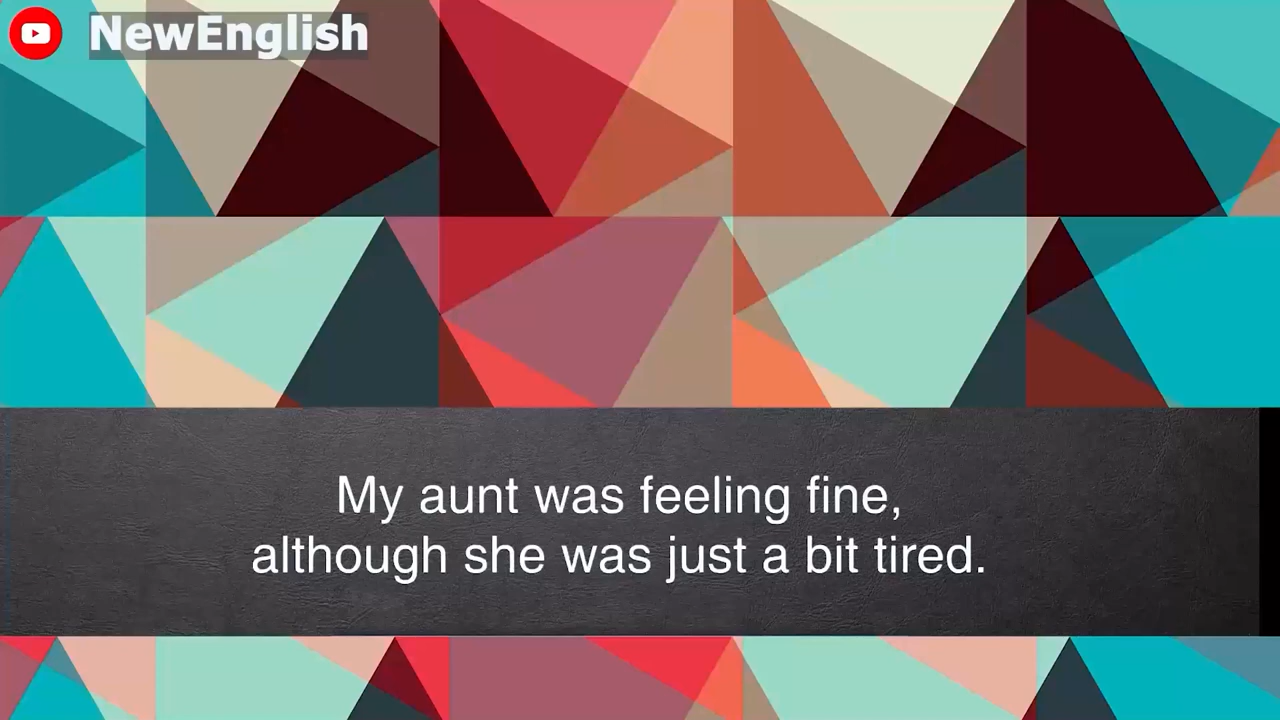 NewEnglish
My aunt was feeling fine,
although she was just a bit tired.